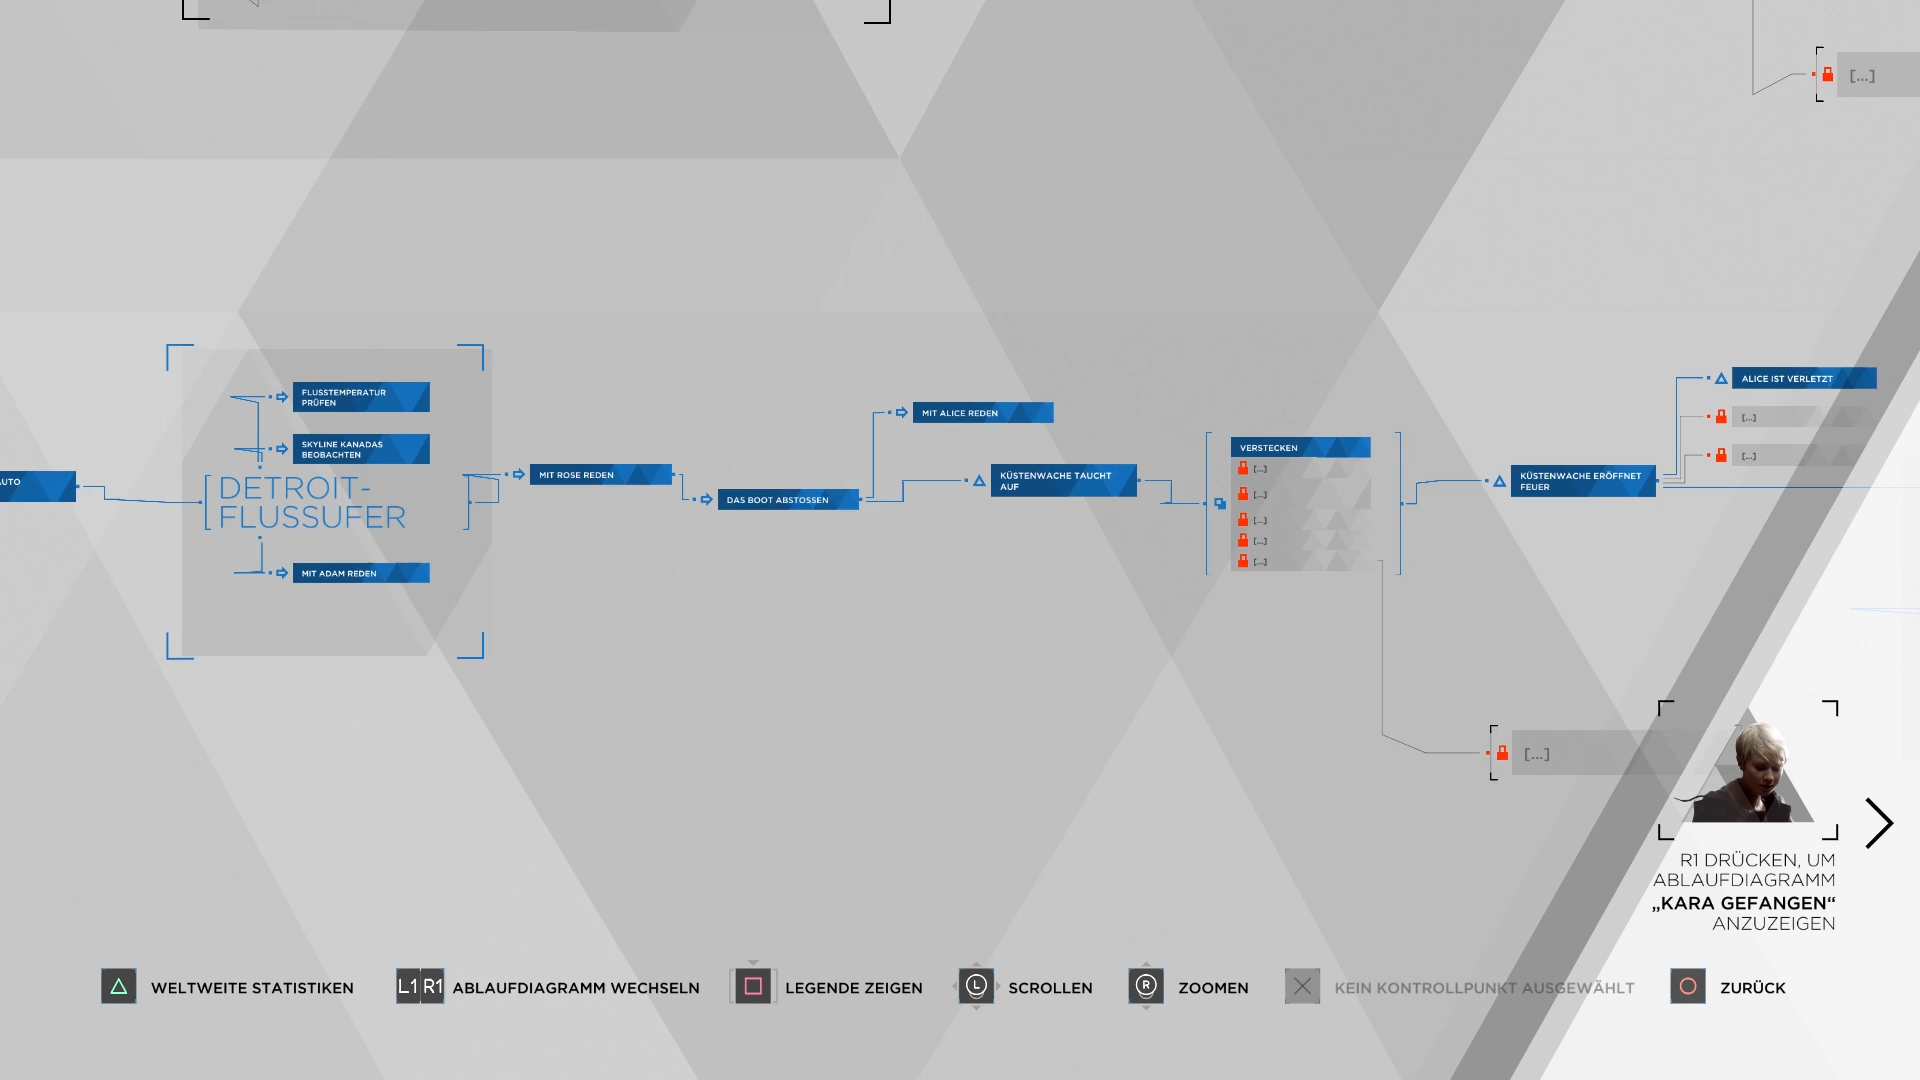 [...]
AUTO
FLUSSTEMPERATUR
PRÜFEN
SKYLINE KANADAS
BEOBACHTEN
DETROIT-
FLUSSUFER
MIT ADAM REDEN
MIT ROSE REDEN
DAS BOOT ABSTOSSEN
MIT ALICE REDEN
KÜSTENWACHE TAUCHT
AUF
VERSTECKEN
[...]
[...]
[...]
[...]
[...]
KÜSTENWACHE ERÖFFNET
FEUER
ALICE IST VERLETZT
[...]
[...]
[...]
R1 DRÜCKEN, UM
ABLAUFDIAGRAMM
„KARA GEFANGEN“
ANZUZEIGEN
WELTWEITE STATISTIKEN
L1 R1 ABLAUFDIAGRAMM WECHSELN
LEGENDE ZEIGEN
L SCROLLEN
R ZOOMEN
KEIN KONTROLLPUNKT AUSGEWÄHLT
ZURÜCK